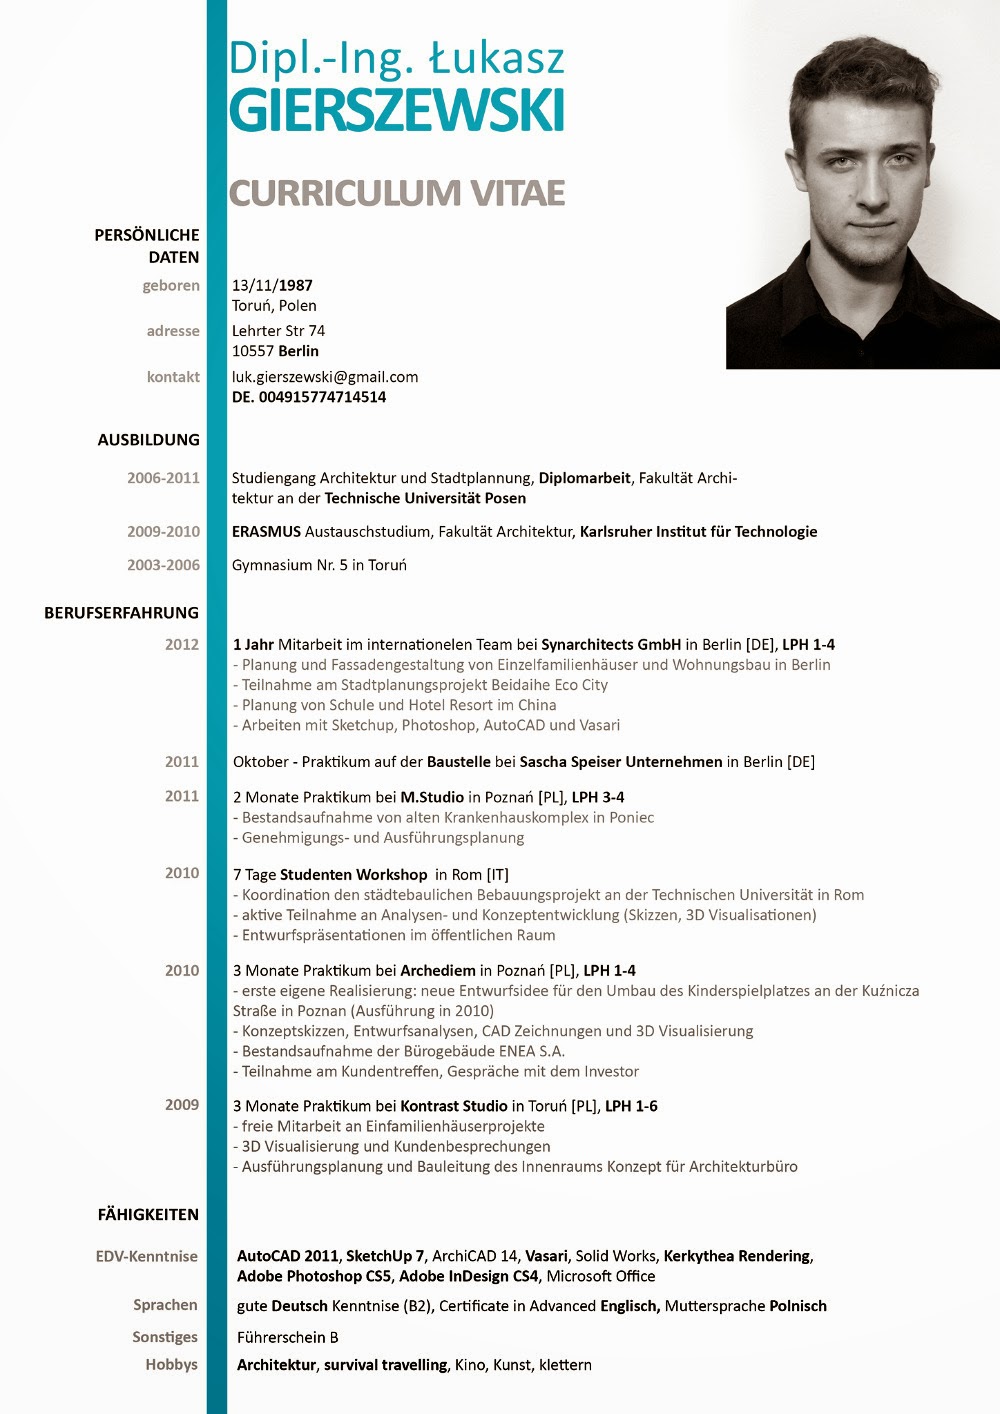 Dipl.-Ing. Łukasz
GIERSZEWSKI
CURRICULUM VITAE
PERSÖNLICHE
DATEN
geboren 13/11/1987
Toruń, Polen
adresse Lehrter Str 74
10557 Berlin
kontakt luk.gierszewski@gmail.com
DE. 004915774714514
AUSBILDUNG
2006-2011 Studiengang Architektur und Stadtplannung, Diplomarbeit, Fakultät Archi-
tektur an der Technische Universität Posen
2009-2010 ERASMUS Austauschstudium, Fakultät Architektur, Karlsruher Institut für Technologie
2003-2006 Gymnasium Nr. 5 in Toruń
BERUFSERFAHRUNG
2012 1 Jahr Mitarbeit im internationelen Team bei Synarchitects GmbH in Berlin [DE], LPH 1-4
- Planung und Fassadengestaltung von Einzelfamilienhäuser und Wohnungsbau in Berlin
- Teilnahme am Stadtplanungsprojekt Beidaihe Eco City
- Planung von Schule und Hotel Resort im China
- Arbeiten mit Sketchup, Photoshop, AutoCAD und Vasari
2011 Oktober - Praktikum auf der Baustelle bei Sascha Speiser Unternehmen in Berlin [DE]
2011 2 Monate Praktikum bei M.Studio in Poznań [PL], LPH 3-4
- Bestandsaufnahme von alten Krankenhauskomplex in Poniec
- Genehmigungs- und Ausführungsplanung
2010 7 Tage Studenten Workshop in Rom [IT]
- Koordination den städtebaulichen Bebauungsprojekt an der Technischen Universität in Rom
- aktive Teilnahme an Analysen- und Konzeptentwicklung (Skizzen, 3D Visualisationen)
- Entwurfspräsentationen im öffentlichen Raum
2010 3 Monate Praktikum bei Archediem in Poznań [PL], LPH 1-4
- erste eigene Realisierung: neue Entwurfsidee für den Umbau des Kinderspielplatzes an der Kuźnicza
Straße in Poznan (Ausführung in 2010)
- Konzeptskizzen, Entwurfsanalysen, CAD Zeichnungen und 3D Visualisierung
- Bestandsaufnahme der Bürogebäude ENEA S.A.
- Teilnahme am Kundentreffen, Gespräche mit dem Investor
2009 3 Monate Praktikum bei Kontrast Studio in Toruń [PL], LPH 1-6
- freie Mitarbeit an Einfamilienhäuserprojekte
- 3D Visualisierung und Kundenbesprechungen
- Ausführungsplanung und Bauleitung des Innenraums Konzept für Architekturbüro
FÄHIGKEITEN
EDV-Kenntnise AutoCAD 2011, SketchUp 7, ArchiCAD 14, Vasari, Solid Works, Kerkythea Rendering,
Adobe Photoshop CS5, Adobe InDesign CS4, Microsoft Office
Sprachen gute Deutsch Kenntnise (B2), Certificate in Advanced Englisch, Muttersprache Polnisch
Sonstiges Führerschein B
Hobbys Architektur, survival travelling, Kino, Kunst, klettern